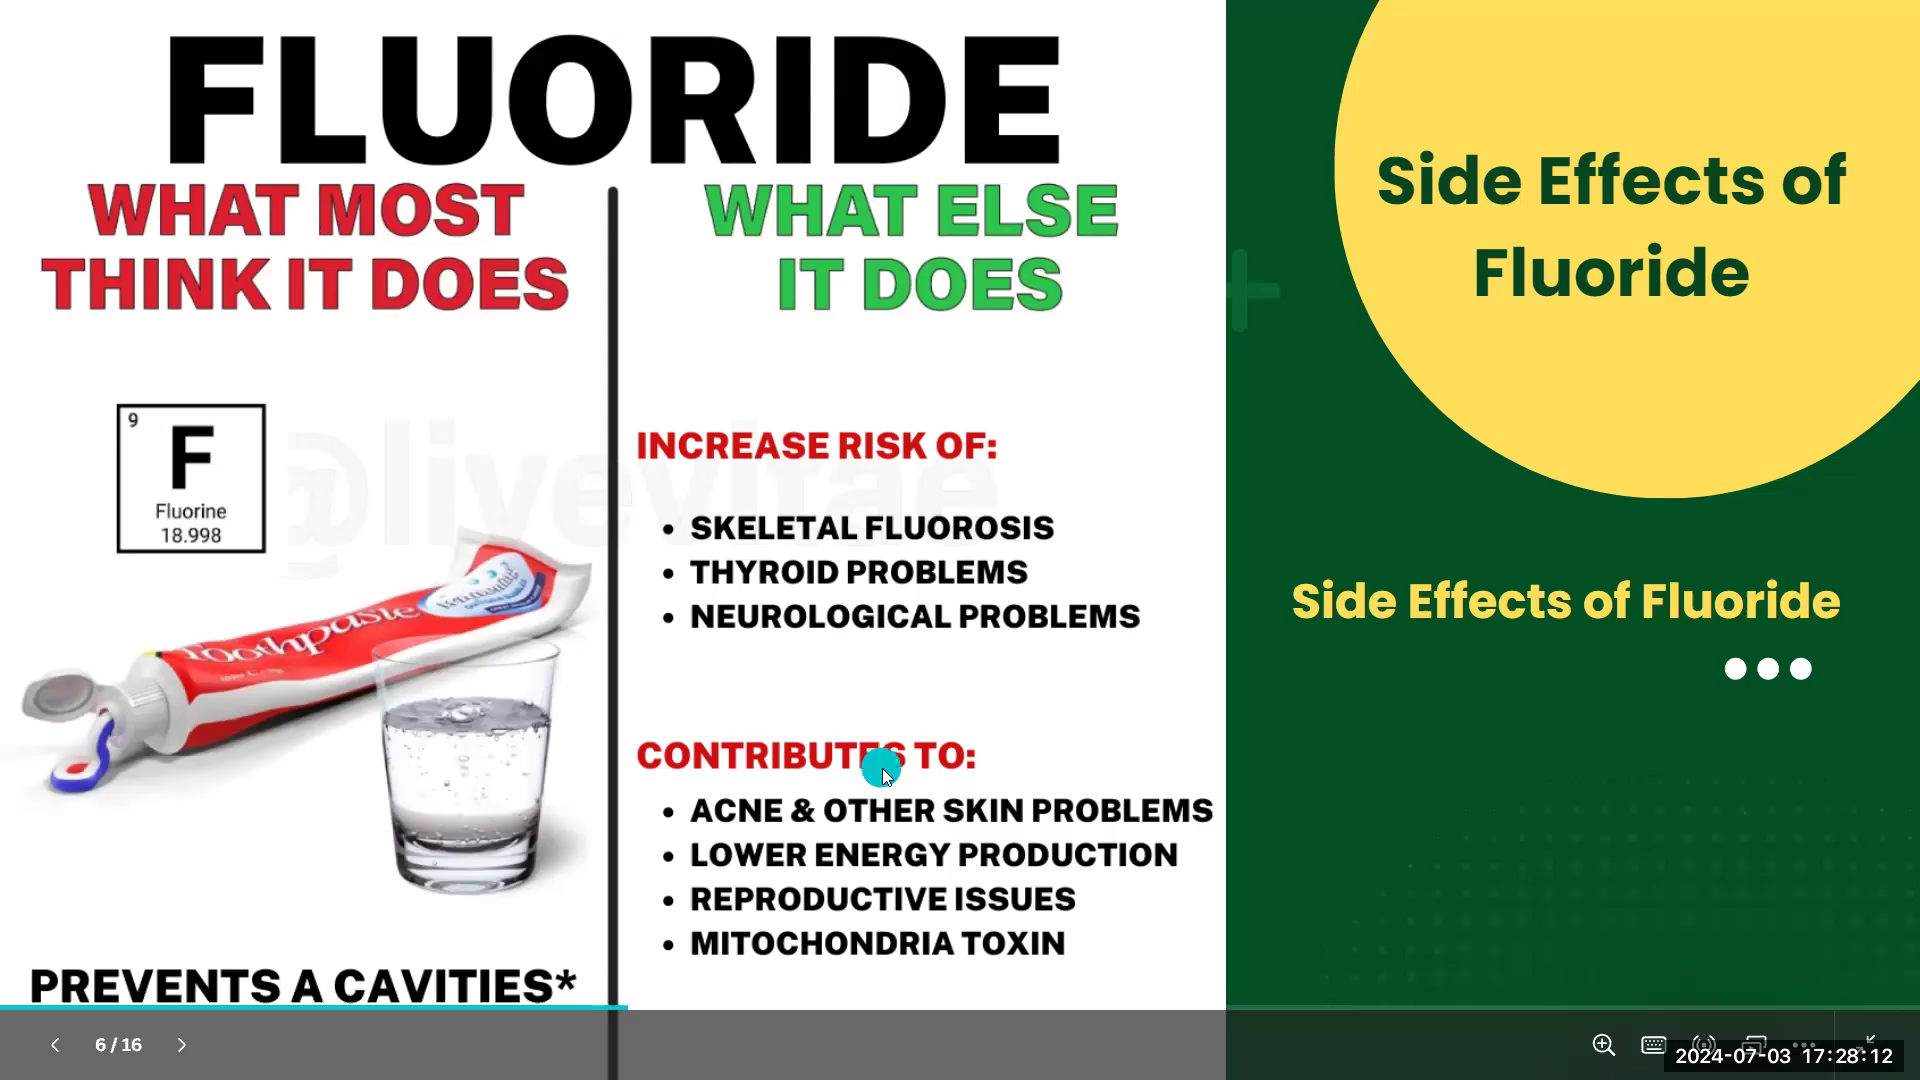 FLUORIDE
WHAT MOST
THINK IT DOES
9
F
Fluorine
18.998
Toothpaste
PREVENTS A CAVITIES*
WHAT ELSE
IT DOES
@livevitae
INCREASE RISK OF:
• SKELETAL FLUOROSIS
• THYROID PROBLEMS
• NEUROLOGICAL PROBLEMS
CONTRIBUTES TO:
• ACNE & OTHER SKIN PROBLEMS
• LOWER ENERGY PRODUCTION
• REPRODUCTIVE ISSUES
• MITOCHONDRIA TOXIN
Side Effects of
Fluoride
Side Effects of Fluoride
6 / 16
2024-07-03 17:28:12